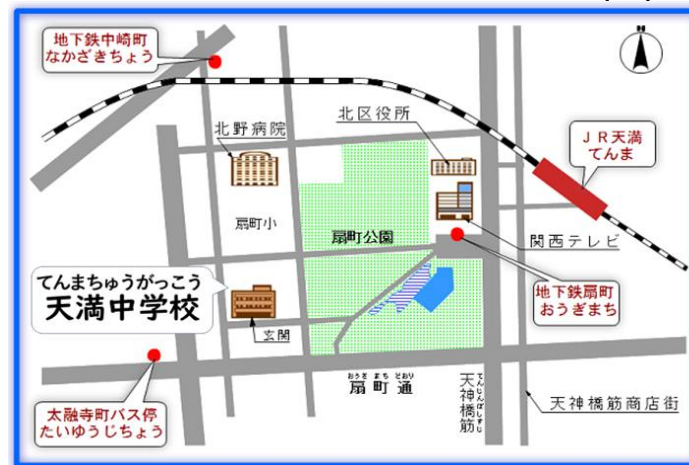 地下鉄中崎町
なかざきちょう
北野病院
北区役所
JR天満
てんま
扇町小
扇町公園
関西テレビ
てんまちゅうがっこう
天満中学校
地下鉄扇町
おうぎまち
玄関
太融寺町バス停
たいゆうじちょう
おうぎ まち どおり
扇町通
てんじんばしすじ
天神橋筋
天神橋筋商店街